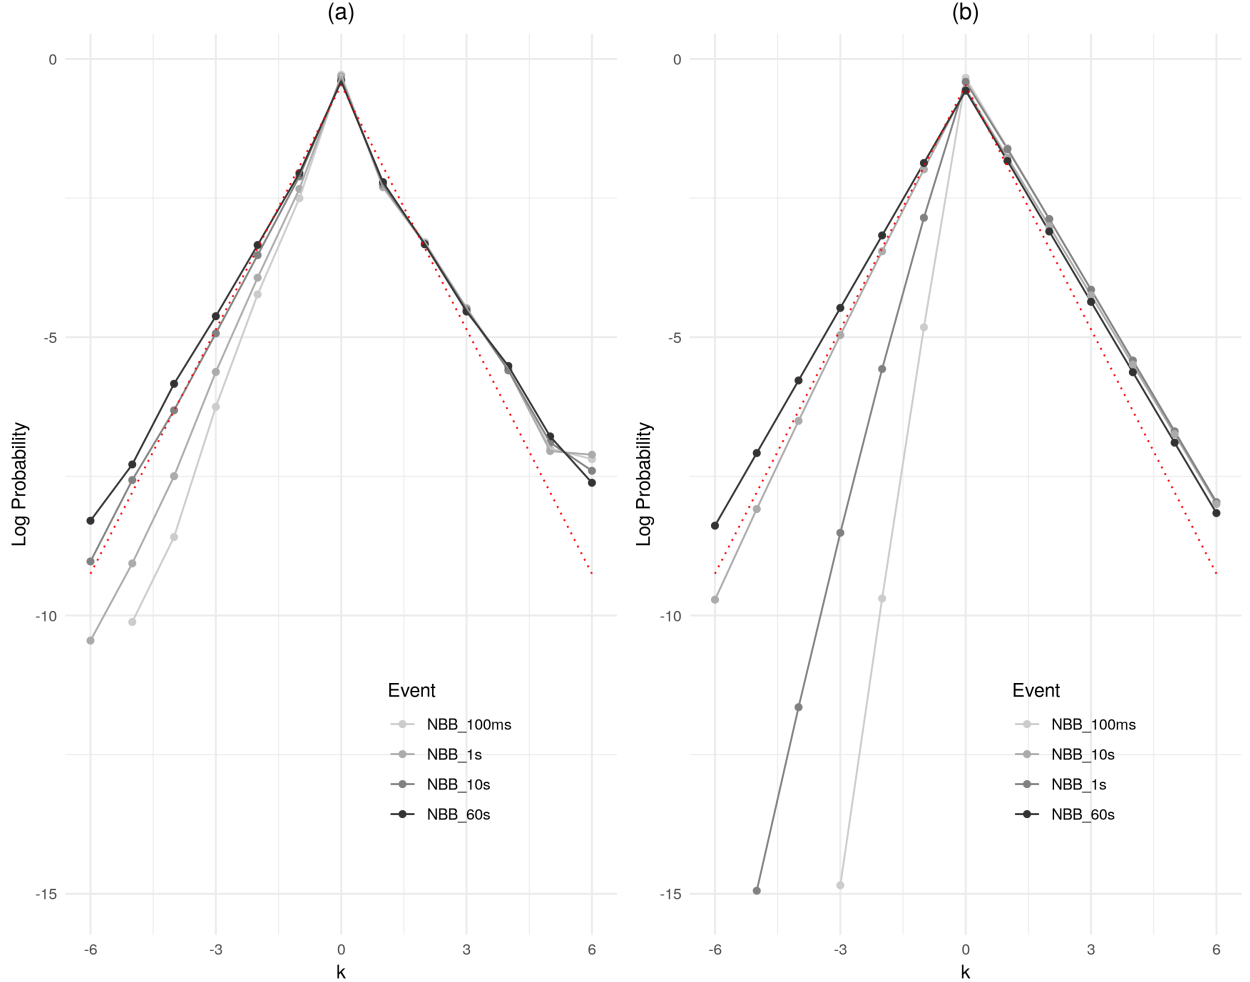 (a)
0
-5
-10
-15
Log Probability
-6 -3 0 3 6
k
Event
NBB_100ms
NBB_1s
NBB_10s
NBB_60s
(b)
0
-5
-10
-15
Log Probability
-6 -3 0 3 6
k
Event
NBB_100ms
NBB_10s
NBB_1s
NBB_60s